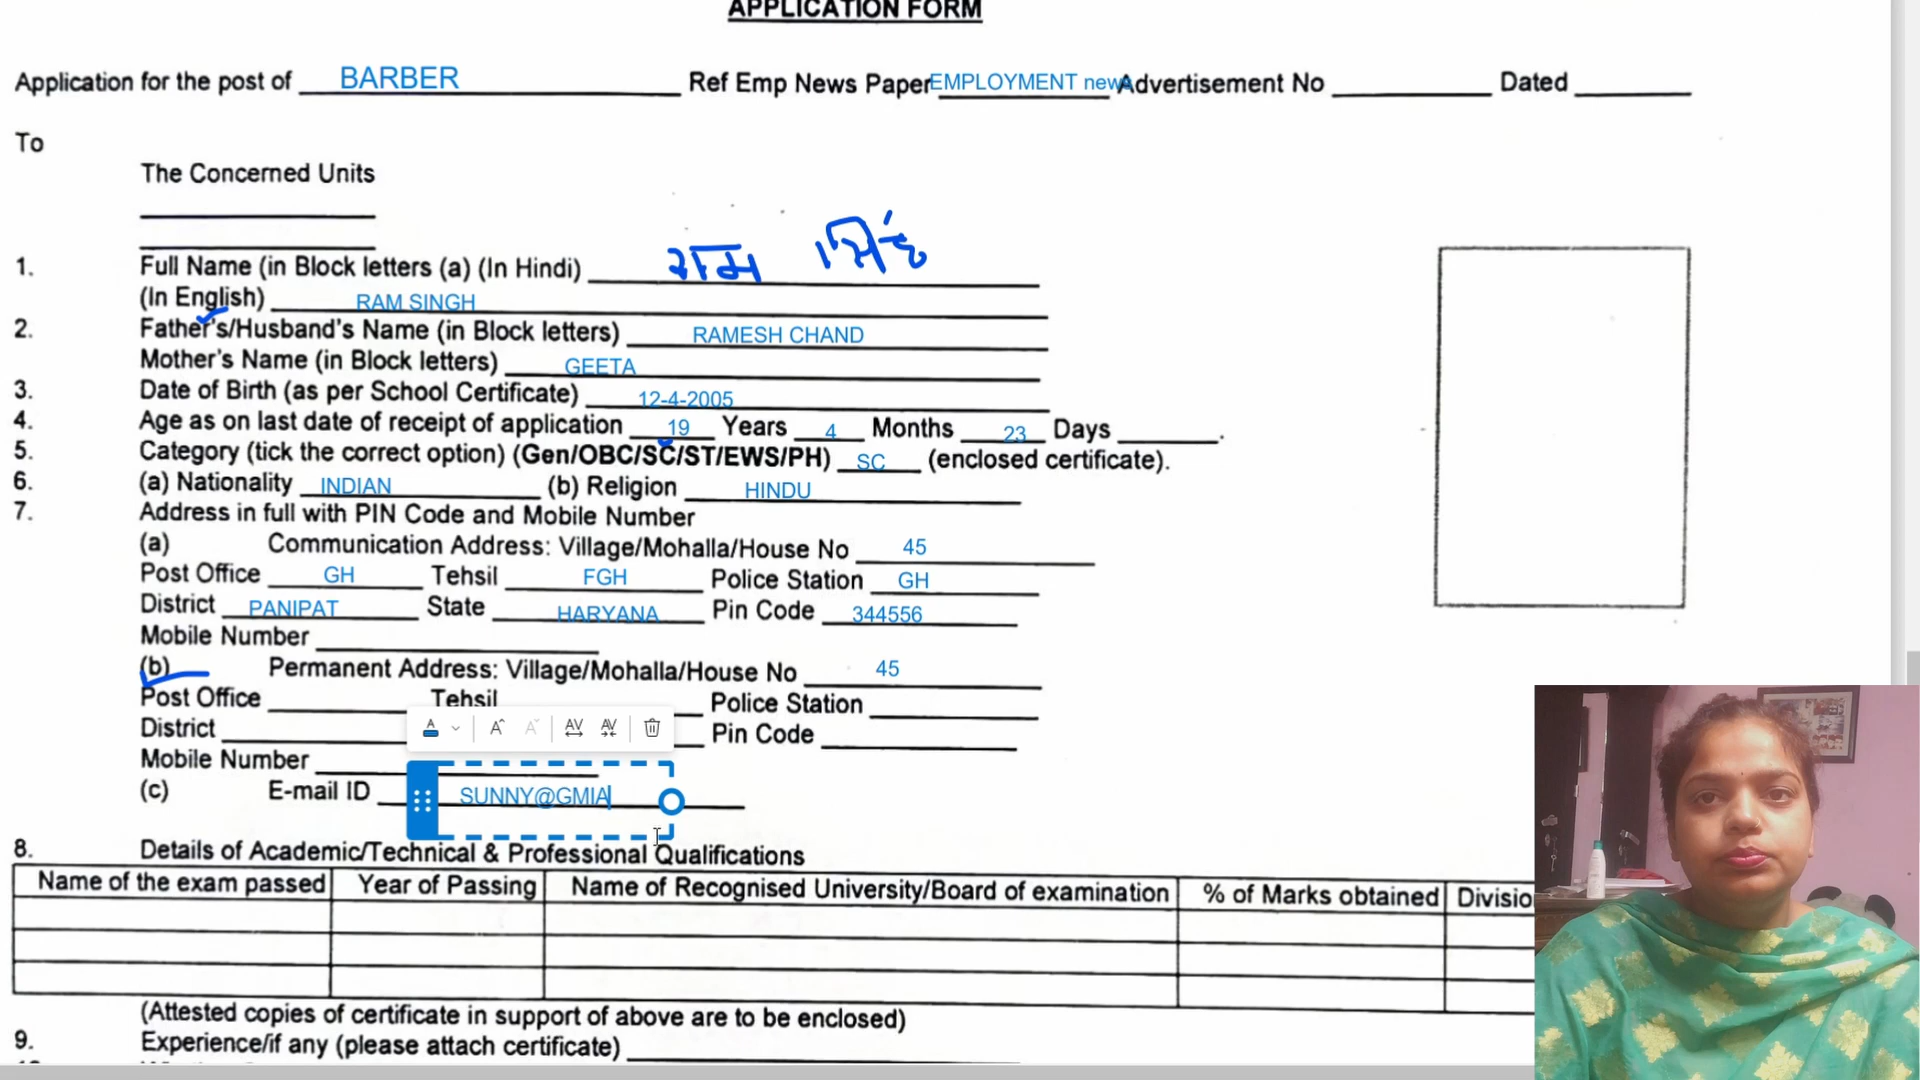 APPLICATION FORM
Application for the post of BARBER Ref Emp News Paper EMPLOYMENT news Advertisement No Dated
To
The Concerned Units
1. Full Name (in Block letters (a) (In Hindi) राम सिंह
(In English) RAM SINGH
2. Father's/Husband's Name (in Block letters) RAMESH CHAND
Mother's Name (in Block letters) GEETA
3. Date of Birth (as per School Certificate) 12-4-2005
4. Age as on last date of receipt of application 19 Years 4 Months 23 Days .
5. Category (tick the correct option) (Gen/OBC/SC/ST/EWS/PH) SC (enclosed certificate).
6. (a) Nationality INDIAN (b) Religion HINDU
7. Address in full with PIN Code and Mobile Number
(a) Communication Address: Village/Mohalla/House No 45
Post Office GH Tehsil FGH Police Station GH
District PANIPAT State HARYANA Pin Code 344556
Mobile Number
(b) Permanent Address: Village/Mohalla/House No 45
Post Office Tehsil Police Station
District Pin Code
Mobile Number
(c) E-mail ID SUNNY@GMIA
8. Details of Academic/Technical & Professional Qualifications
Name of the exam passed Year of Passing Name of Recognised University/Board of examination % of Marks obtained Divisio
(Attested copies of certificate in support of above are to be enclosed)
9. Experience/if any (please attach certificate)